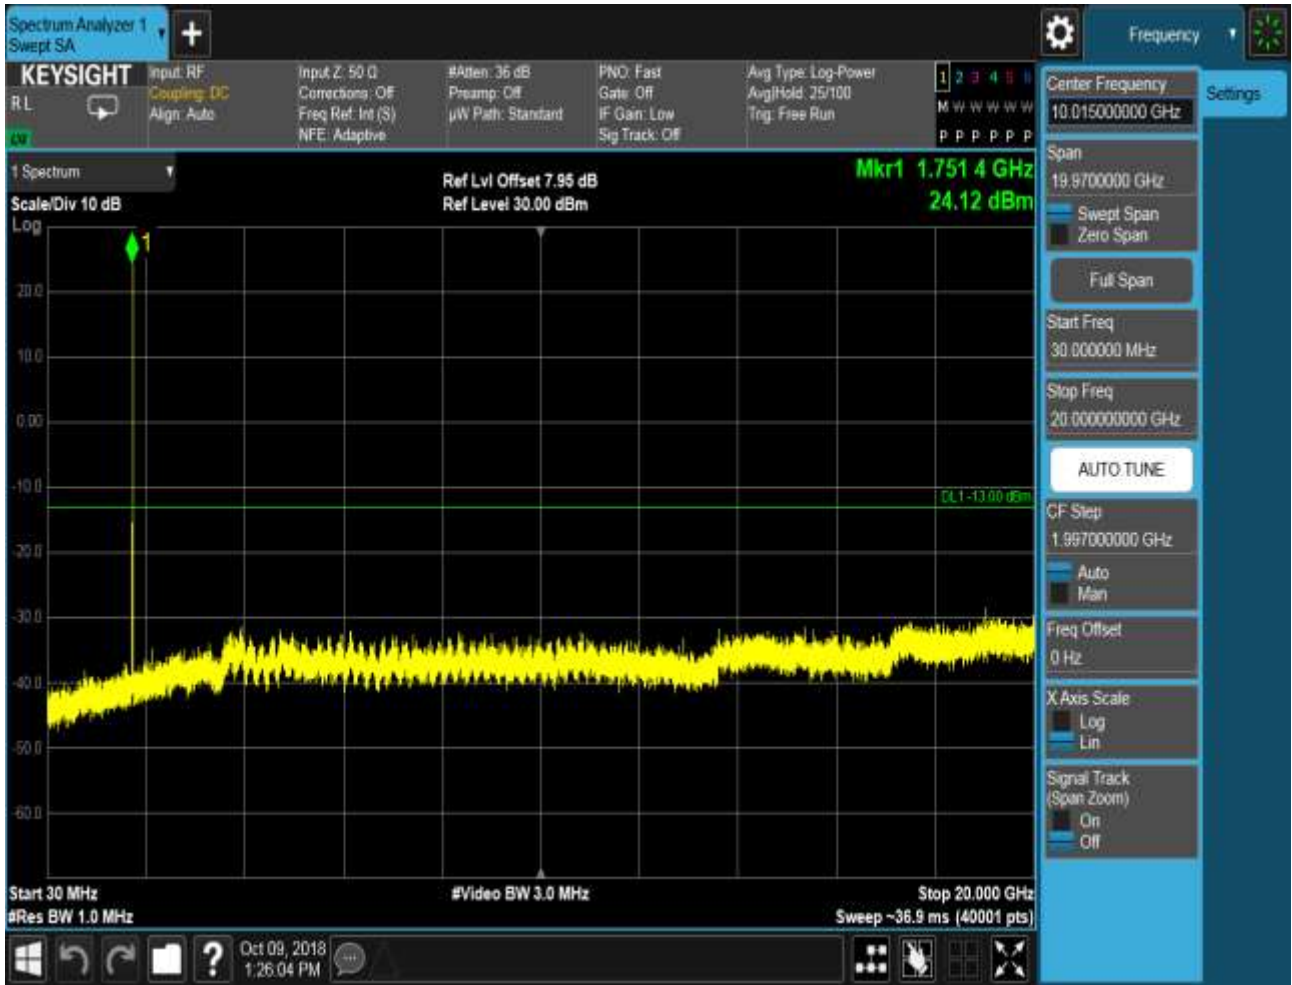 Spectrum Analyzer 1
Swept SA
Frequency
KEYSIGHT
R L
Input: RF
Coupling: DC
Align: Auto
Input Z: 50 Ω
Corrections: Off
Freq Ref: Int (S)
NFE: Adaptive
#Atten: 36 dB
Preamp: Off
µW Path: Standard
PNO: Fast
Gate: Off
IF Gain: Low
Sig Track: Off
Avg Type: Log-Power
Avg|Hold: 25/100
Trig: Free Run
1 2 3 4 5 6
M W W W W W
P P P P P P
1 Spectrum
Scale/Div 10 dB
Log
Ref Lvl Offset 7.95 dB
Ref Level 30.00 dBm
Mkr1 1.751 4 GHz
24.12 dBm
1
20.0
10.0
0.00
-10.0
DL1 -13.00 dBm
-20.0
-30.0
-40.0
-50.0
-60.0
Start 30 MHz
#Video BW 3.0 MHz
Stop 20.000 GHz
#Res BW 1.0 MHz
Sweep ~36.9 ms (40001 pts)
Center Frequency
10.015000000 GHz
Settings
Span
19.9700000 GHz
Swept Span
Zero Span
Full Span
Start Freq
30.000000 MHz
Stop Freq
20.000000000 GHz
AUTO TUNE
CF Step
1.997000000 GHz
Auto
Man
Freq Offset
0 Hz
X Axis Scale
Log
Lin
Signal Track
(Span Zoom)
On
Off
?
Oct 09, 2018
1:26:04 PM